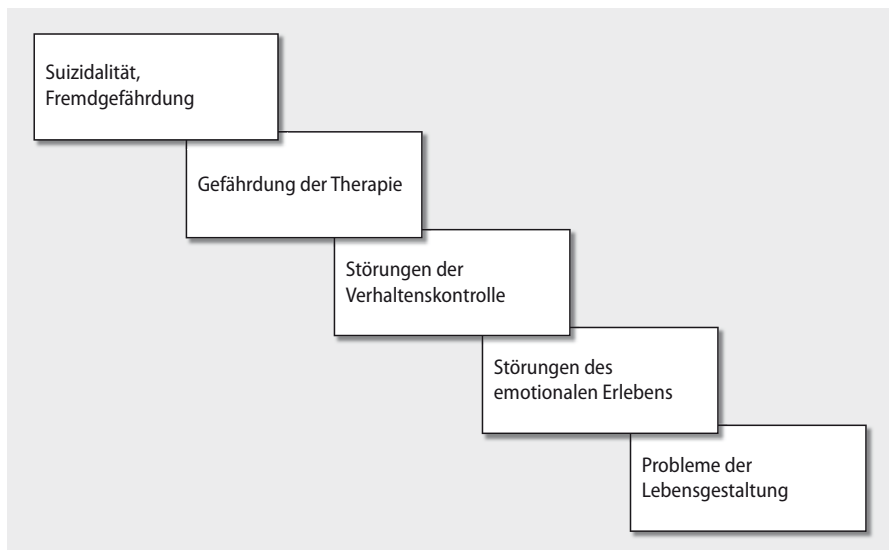 Suizidalität,
Fremdgefährdung
Gefährdung der Therapie
Störungen der
Verhaltenskontrolle
Störungen des
emotionalen Erlebens
Probleme der
Lebensgestaltung